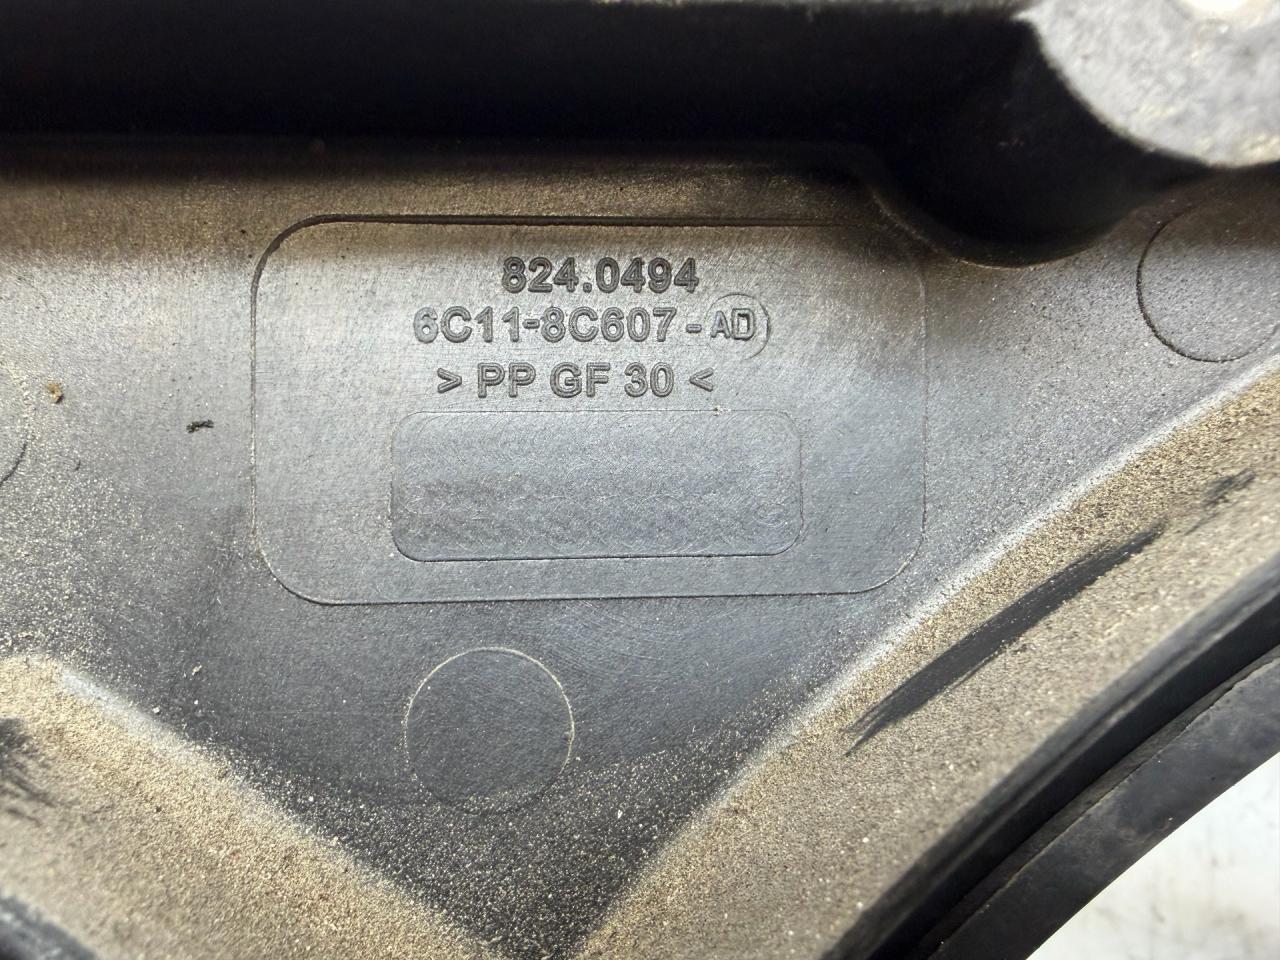 824.0494
6C11-8C607-AD
> PP GF 30 <